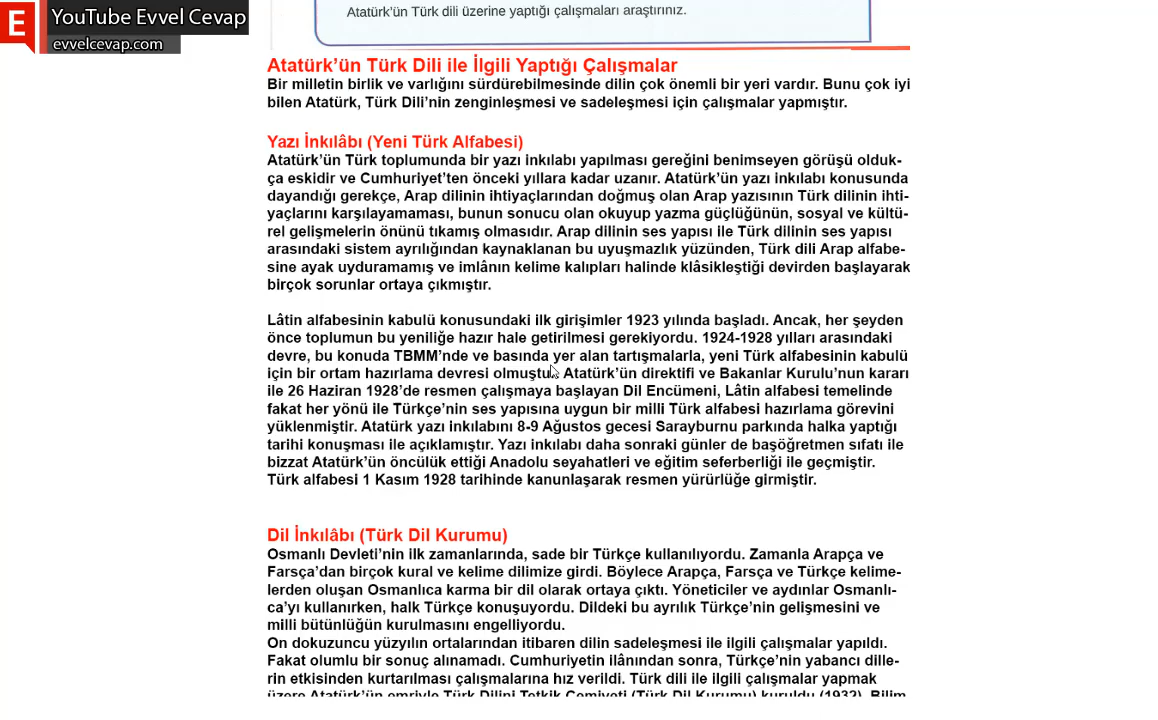 E
YouTube Evvel Cevap
evvelcevap.com
Atatürk’ün Türk dili üzerine yaptığı çalışmaları araştırınız.
Atatürk’ün Türk Dili ile İlgili Yaptığı Çalışmalar
Bir milletin birlik ve varlığını sürdürebilmesinde dilin çok önemli bir yeri vardır. Bunu çok iyi
bilen Atatürk, Türk Dili’nin zenginleşmesi ve sadeleşmesi için çalışmalar yapmıştır.
Yazı İnkılâbı (Yeni Türk Alfabesi)
Atatürk’ün Türk toplumunda bir yazı inkılabı yapılması gereğini benimseyen görüşü olduk-
ça eskidir ve Cumhuriyet’ten önceki yıllara kadar uzanır. Atatürk’ün yazı inkılabı konusunda
dayandığı gerekçe, Arap dilinin ihtiyaçlarından doğmuş olan Arap yazısının Türk dilinin ihti-
yaçlarını karşılayamaması, bunun sonucu olan okuyup yazma güçlüğünün, sosyal ve kültü-
rel gelişmelerin önünü tıkamış olmasıdır. Arap dilinin ses yapısı ile Türk dilinin ses yapısı
arasındaki sistem ayrılığından kaynaklanan bu uyuşmazlık yüzünden, Türk dili Arap alfabe-
sine ayak uyduramamış ve imlânın kelime kalıpları halinde klâsikleştiği devirden başlayarak
birçok sorunlar ortaya çıkmıştır.
Lâtin alfabesinin kabulü konusundaki ilk girişimler 1923 yılında başladı. Ancak, her şeyden
önce toplumun bu yeniliğe hazır hale getirilmesi gerekiyordu. 1924-1928 yılları arasındaki
devre, bu konuda TBMM’nde ve basında yer alan tartışmalarla, yeni Türk alfabesinin kabulü
için bir ortam hazırlama devresi olmuştu. Atatürk’ün direktifi ve Bakanlar Kurulu’nun kararı
ile 26 Haziran 1928’de resmen çalışmaya başlayan Dil Encümeni, Lâtin alfabesi temelinde
fakat her yönü ile Türkçe’nin ses yapısına uygun bir milli Türk alfabesi hazırlama görevini
yüklenmiştir. Atatürk yazı inkılabını 8-9 Ağustos gecesi Sarayburnu parkında halka yaptığı
tarihi konuşması ile açıklamıştır. Yazı inkılabı daha sonraki günler de başöğretmen sıfatı ile
bizzat Atatürk’ün öncülük ettiği Anadolu seyahatleri ve eğitim seferberliği ile geçmiştir.
Türk alfabesi 1 Kasım 1928 tarihinde kanunlaşarak resmen yürürlüğe girmiştir.
Dil İnkılâbı (Türk Dil Kurumu)
Osmanlı Devleti’nin ilk zamanlarında, sade bir Türkçe kullanılıyordu. Zamanla Arapça ve
Farsça’dan birçok kural ve kelime dilimize girdi. Böylece Arapça, Farsça ve Türkçe kelime-
lerden oluşan Osmanlıca karma bir dil olarak ortaya çıktı. Yöneticiler ve aydınlar Osmanlı-
ca’yı kullanırken, halk Türkçe konuşuyordu. Dildeki bu ayrılık Türkçe’nin gelişmesini ve
milli bütünlüğün kurulmasını engelliyordu.
On dokuzuncu yüzyılın ortalarından itibaren dilin sadeleşmesi ile ilgili çalışmalar yapıldı.
Fakat olumlu bir sonuç alınamadı. Cumhuriyetin ilânından sonra, Türkçe’nin yabancı dille-
rin etkisinden kurtarılması çalışmalarına hız verildi. Türk dili ile ilgili çalışmalar yapmak
üzere Atatürk’ün emriyle Türk Dilini Tetkik Cemiyeti (Türk Dil Kurumu) kuruldu (1932). Bilim